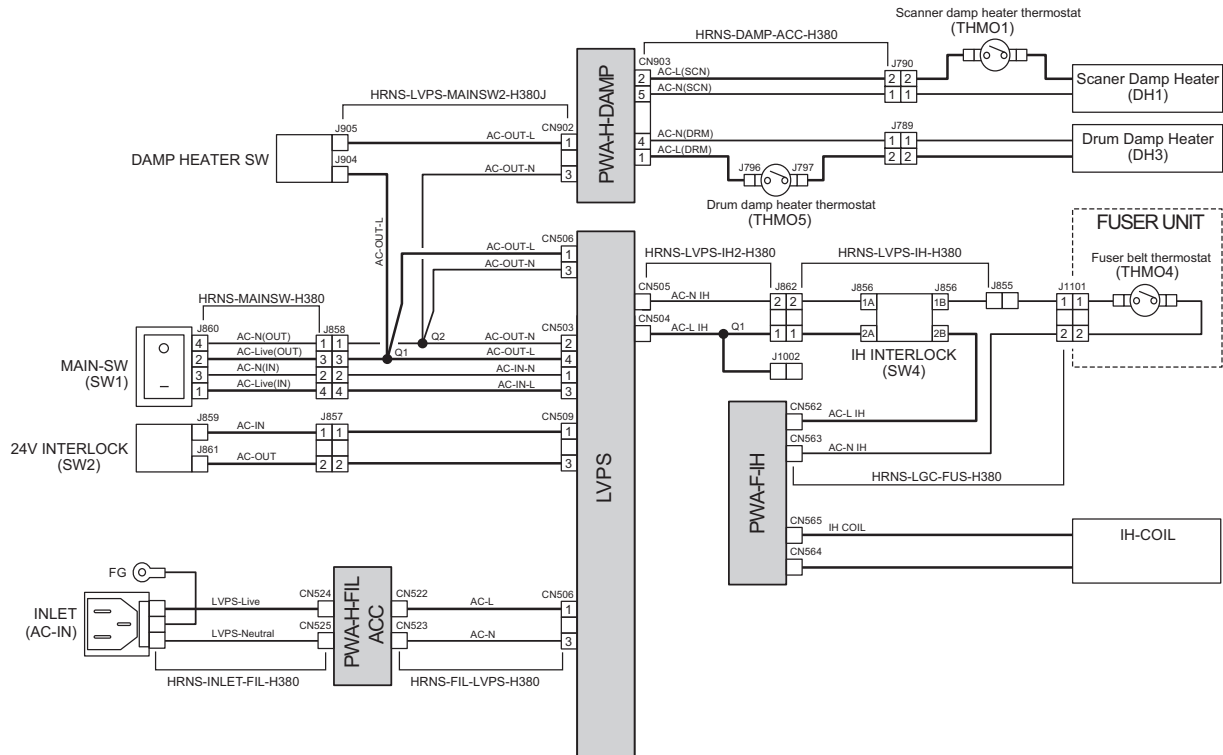 Scanner damp heater thermostat
(THMO1)
HRNS-DAMP-ACC-H380
CN903
J790
2
AC-L(SCN)
2 2
5
AC-N(SCN)
1 1
Scaner Damp Heater
(DH1)
HRNS-LVPS-MAINSW2-H380J
PWA-H-DAMP
J905
AC-OUT-L
CN902
1
J789
4
AC-N(DRM)
1 1
1
AC-L(DRM)
2 2
Drum Damp Heater
(DH3)
DAMP HEATER SW
J904
AC-OUT-N
3
J796
J797
Drum damp heater thermostat
(THMO5)
AC-OUT-L
FUSER UNIT
AC-OUT-L
CN506
1
AC-OUT-N
3
HRNS-LVPS-IH2-H380
HRNS-LVPS-IH-H380
Fuser belt thermostat
(THMO4)
CN505
AC-N IH
J862
2 2
J856
1A
J856
1B
J855
J1101
1 1
HRNS-MAINSW-H380
CN504
AC-L IH
Q1
1 1
2A
2B
2 2
J860
J858
Q2
CN503
4
AC-N(OUT)
1 1
AC-OUT-N
2
2
AC-Live(OUT)
3 3
Q1
AC-OUT-L
4
3
AC-N(IN)
2 2
AC-IN-N
1
1
AC-Live(IN)
4 4
AC-IN-L
3
MAIN-SW
(SW1)
J1002
IH INTERLOCK
(SW4)
LVPS
24V INTERLOCK
(SW2)
J859
AC-IN
J857
1 1
CN509
1
J861
AC-OUT
2 2
3
PWA-F-IH
CN562
AC-L IH
CN563
AC-N IH
HRNS-LGC-FUS-H380
CN565
IH COIL
CN564
IH-COIL
FG
INLET
(AC-IN)
LVPS-Live
CN524
PWA-H-FIL
ACC
CN522
AC-L
CN506
1
LVPS-Neutral
CN525
CN523
AC-N
3
HRNS-INLET-FIL-H380
HRNS-FIL-LVPS-H380